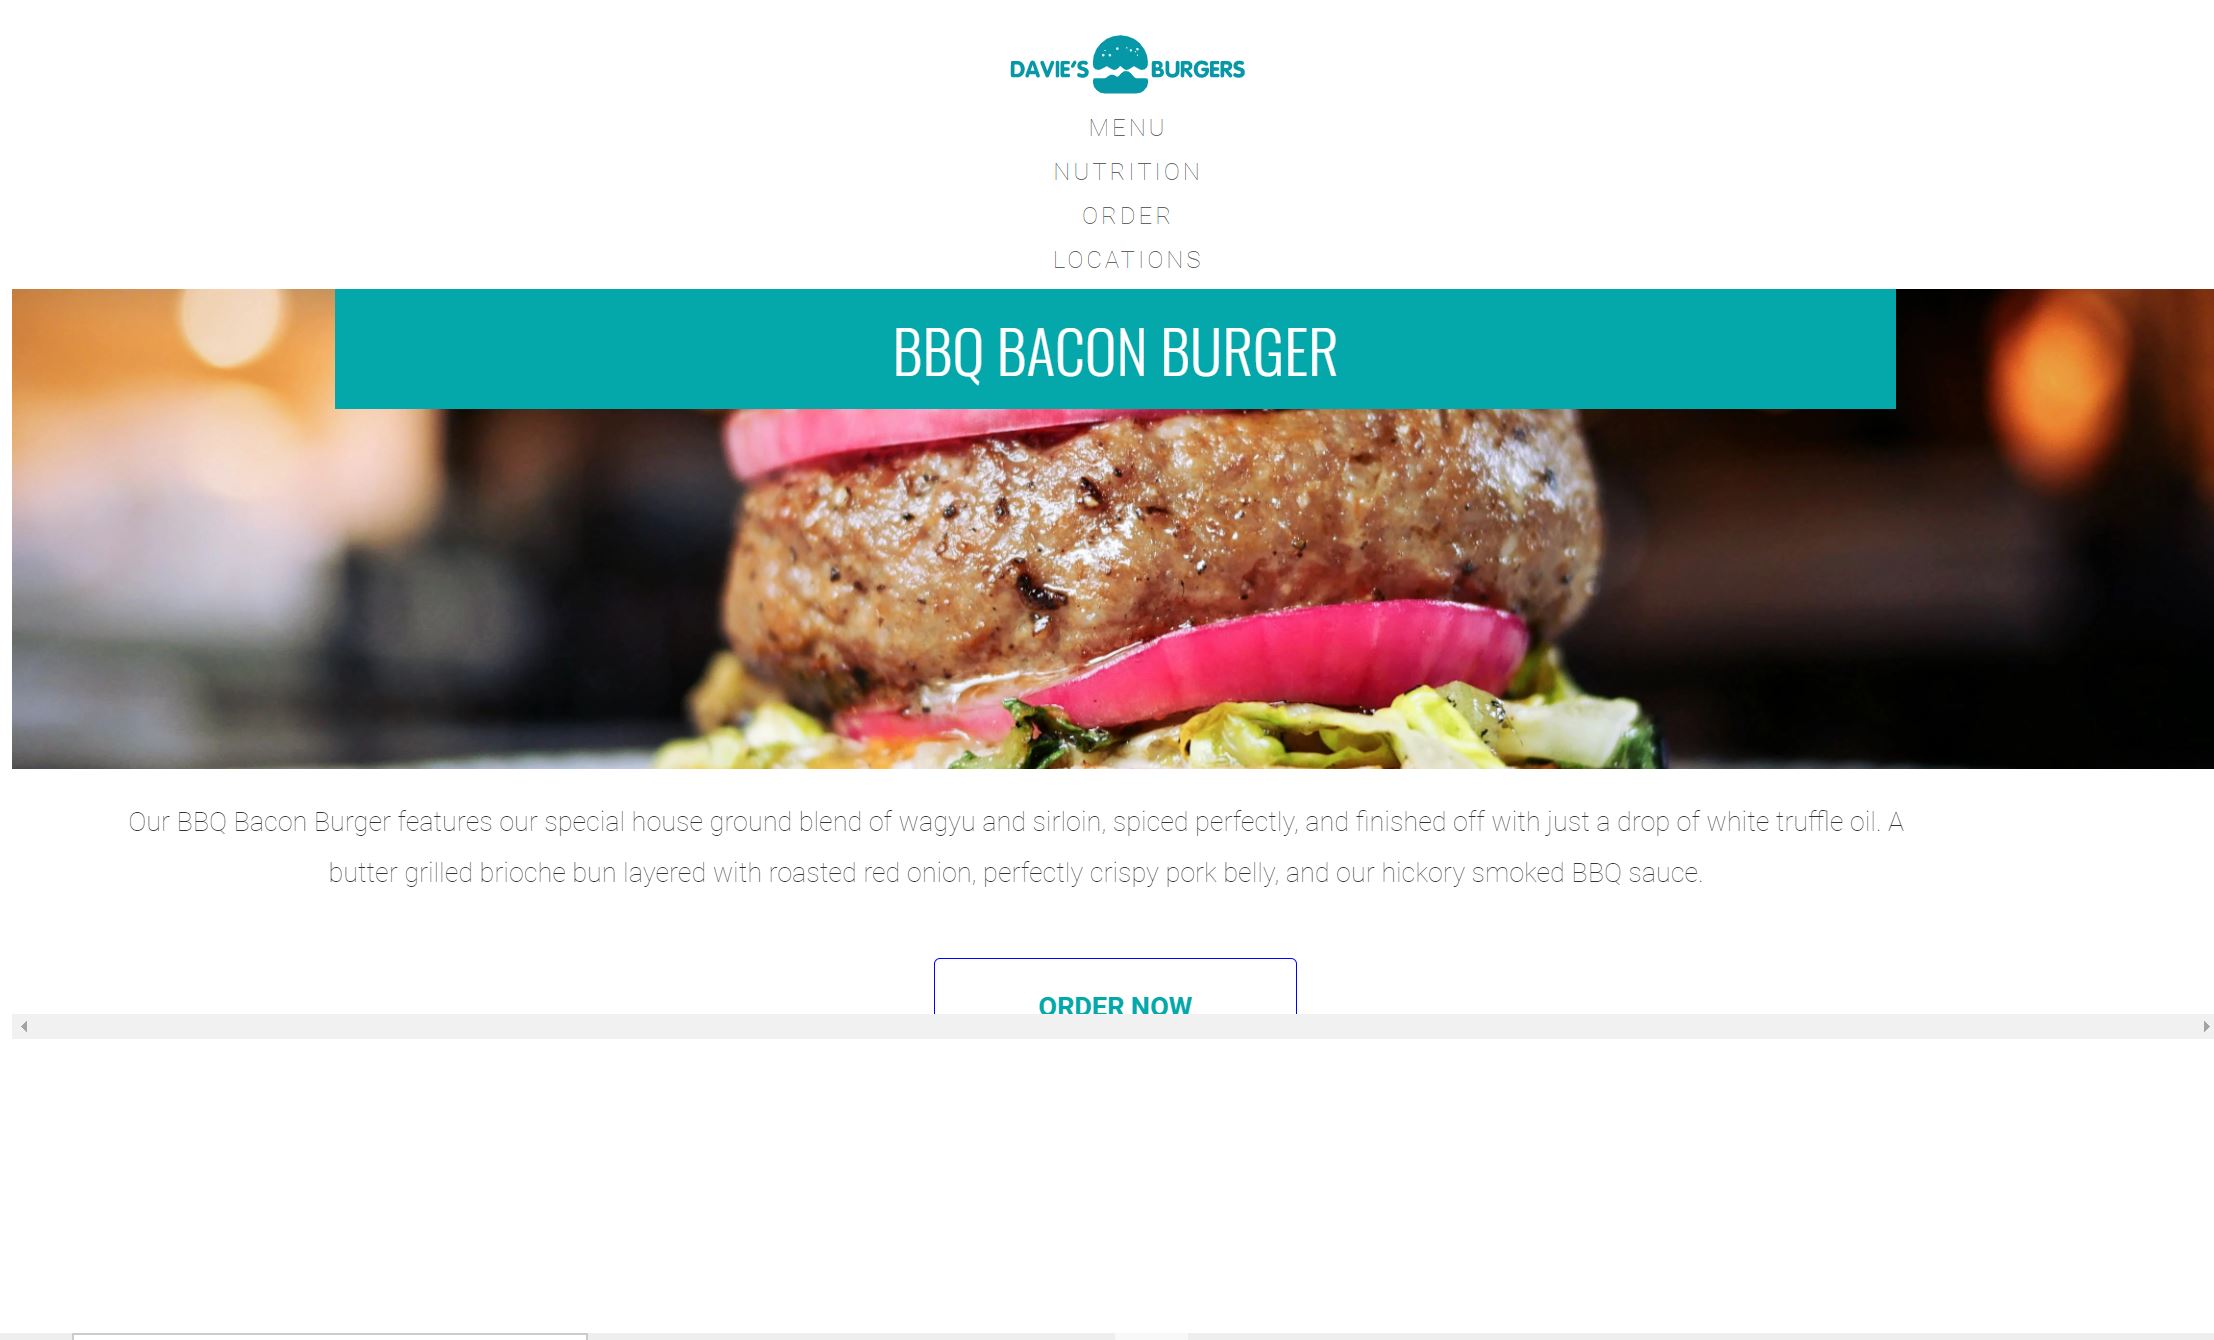 DAVIE'S BURGERS
MENU
NUTRITION
ORDER
LOCATIONS
BBQ BACON BURGER
Our BBQ Bacon Burger features our special house ground blend of wagyu and sirloin, spiced perfectly, and finished off with just a drop of white truffle oil. A
butter grilled brioche bun layered with roasted red onion, perfectly crispy pork belly, and our hickory smoked BBQ sauce.
ORDER NOW